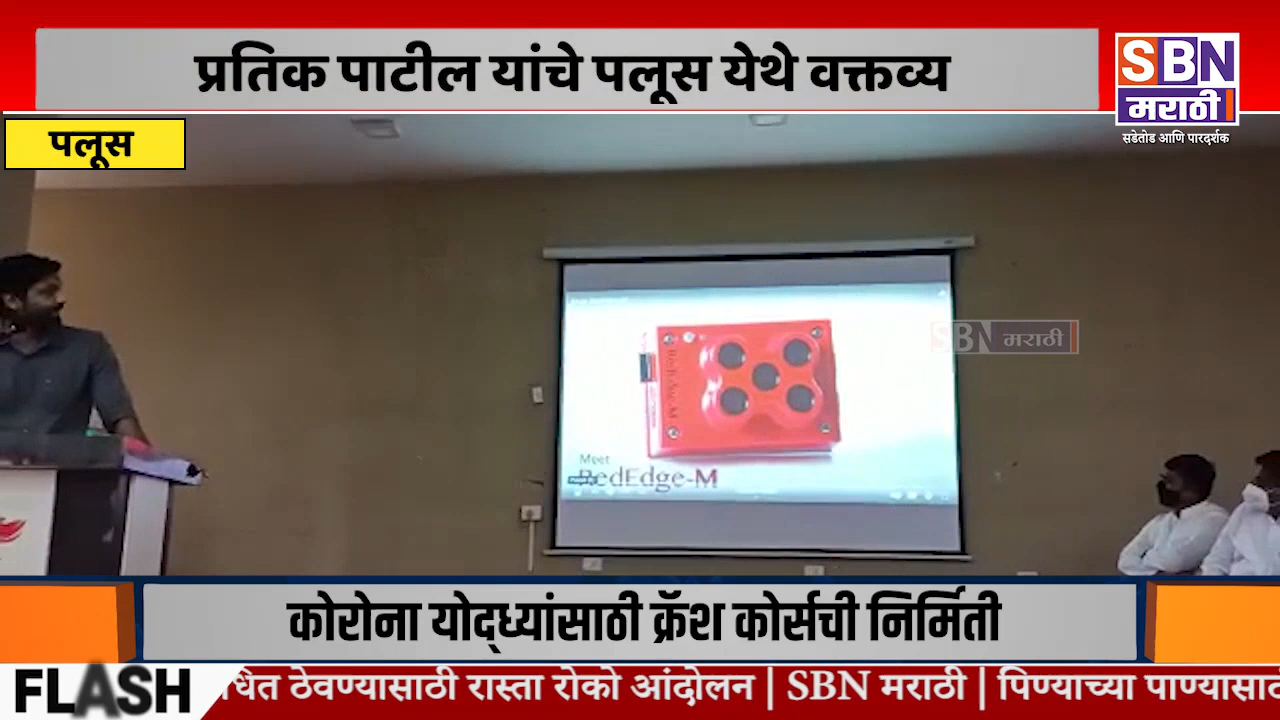 प्रतिक पाटील यांचे पलूस येथे वक्तव्य
SBN
मराठी
सडेतोड आणि पारदर्शक
पलूस
SBN मराठी
RedEdge-M
Meet
RedEdge-M
कोरोना योद्ध्यांसाठी क्रॅश कोर्सची निर्मिती
FLASH
धित ठेवण्यासाठी रास्ता रोको आंदोलन | SBN मराठी | पिण्याच्या पाण्यासाठ